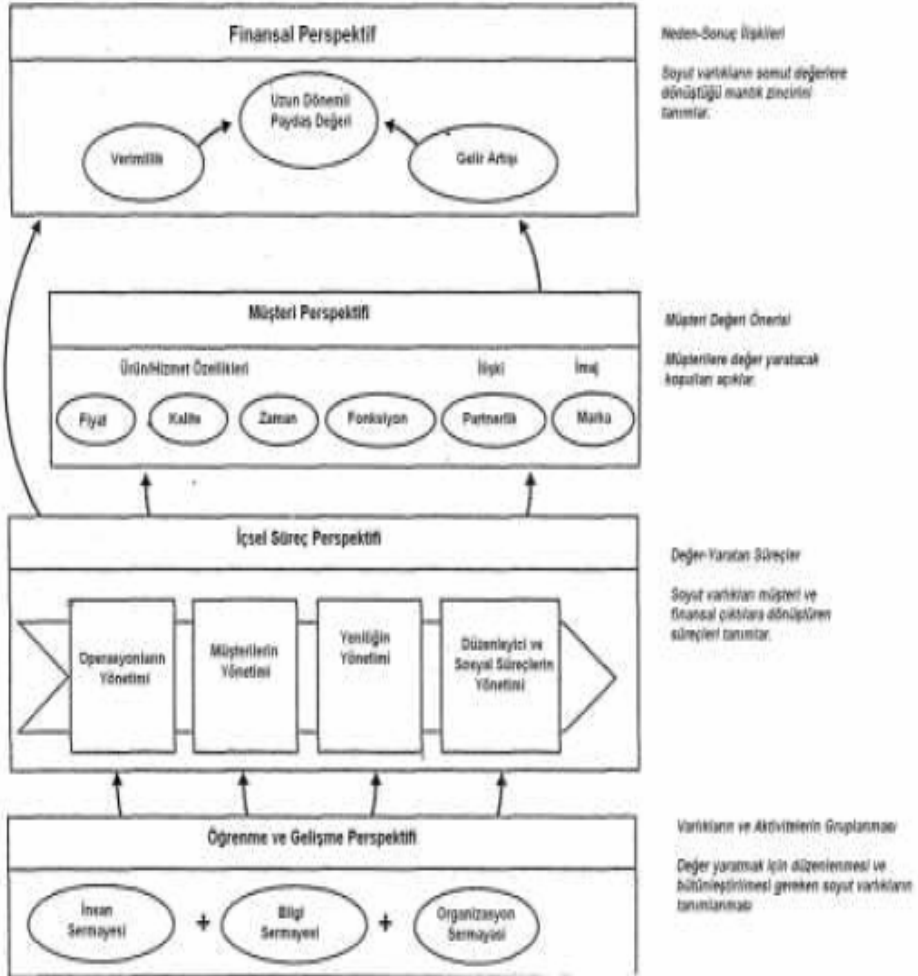 Finansal Perspektif
Neden-Sonuç İlişkileri
Soyut varlıkların somut değerlere
dönüştüğü mantık zincirini
tanımlar.
Uzun Dönemli
Paydaş Değeri
Verimlilik
Gelir Artışı
Müşteri Perspektifi
Müşteri Değeri Önerisi
Müşterilere değer yaratacak
koşulları açıklar.
Ürün/Hizmet Özellikleri
İlişki
İmaj
Fiyat
Kalite
Zaman
Fonksiyon
Partnerlik
Marka
İçsel Süreç Perspektifi
Değer-Yaratan Süreçler
Soyut varlıkları müşteri ve
finansal çıktılara dönüştüren
süreçleri tanımlar.
Operasyonların
Yönetimi
Müşterilerin
Yönetimi
Yeniliğin
Yönetimi
Düzenleyici ve
Sosyal Süreçlerin
Yönetimi
Öğrenme ve Gelişme Perspektifi
Varlıkların ve Aktivitelerin Gruplanması
Değer yaratmak için düzenlenmesi ve
bütünleştirilmesi gereken soyut varlıkların
tanımlanması
İnsan
Sermayesi
+
Bilgi
Sermayesi
+
Organizasyon
Sermayesi